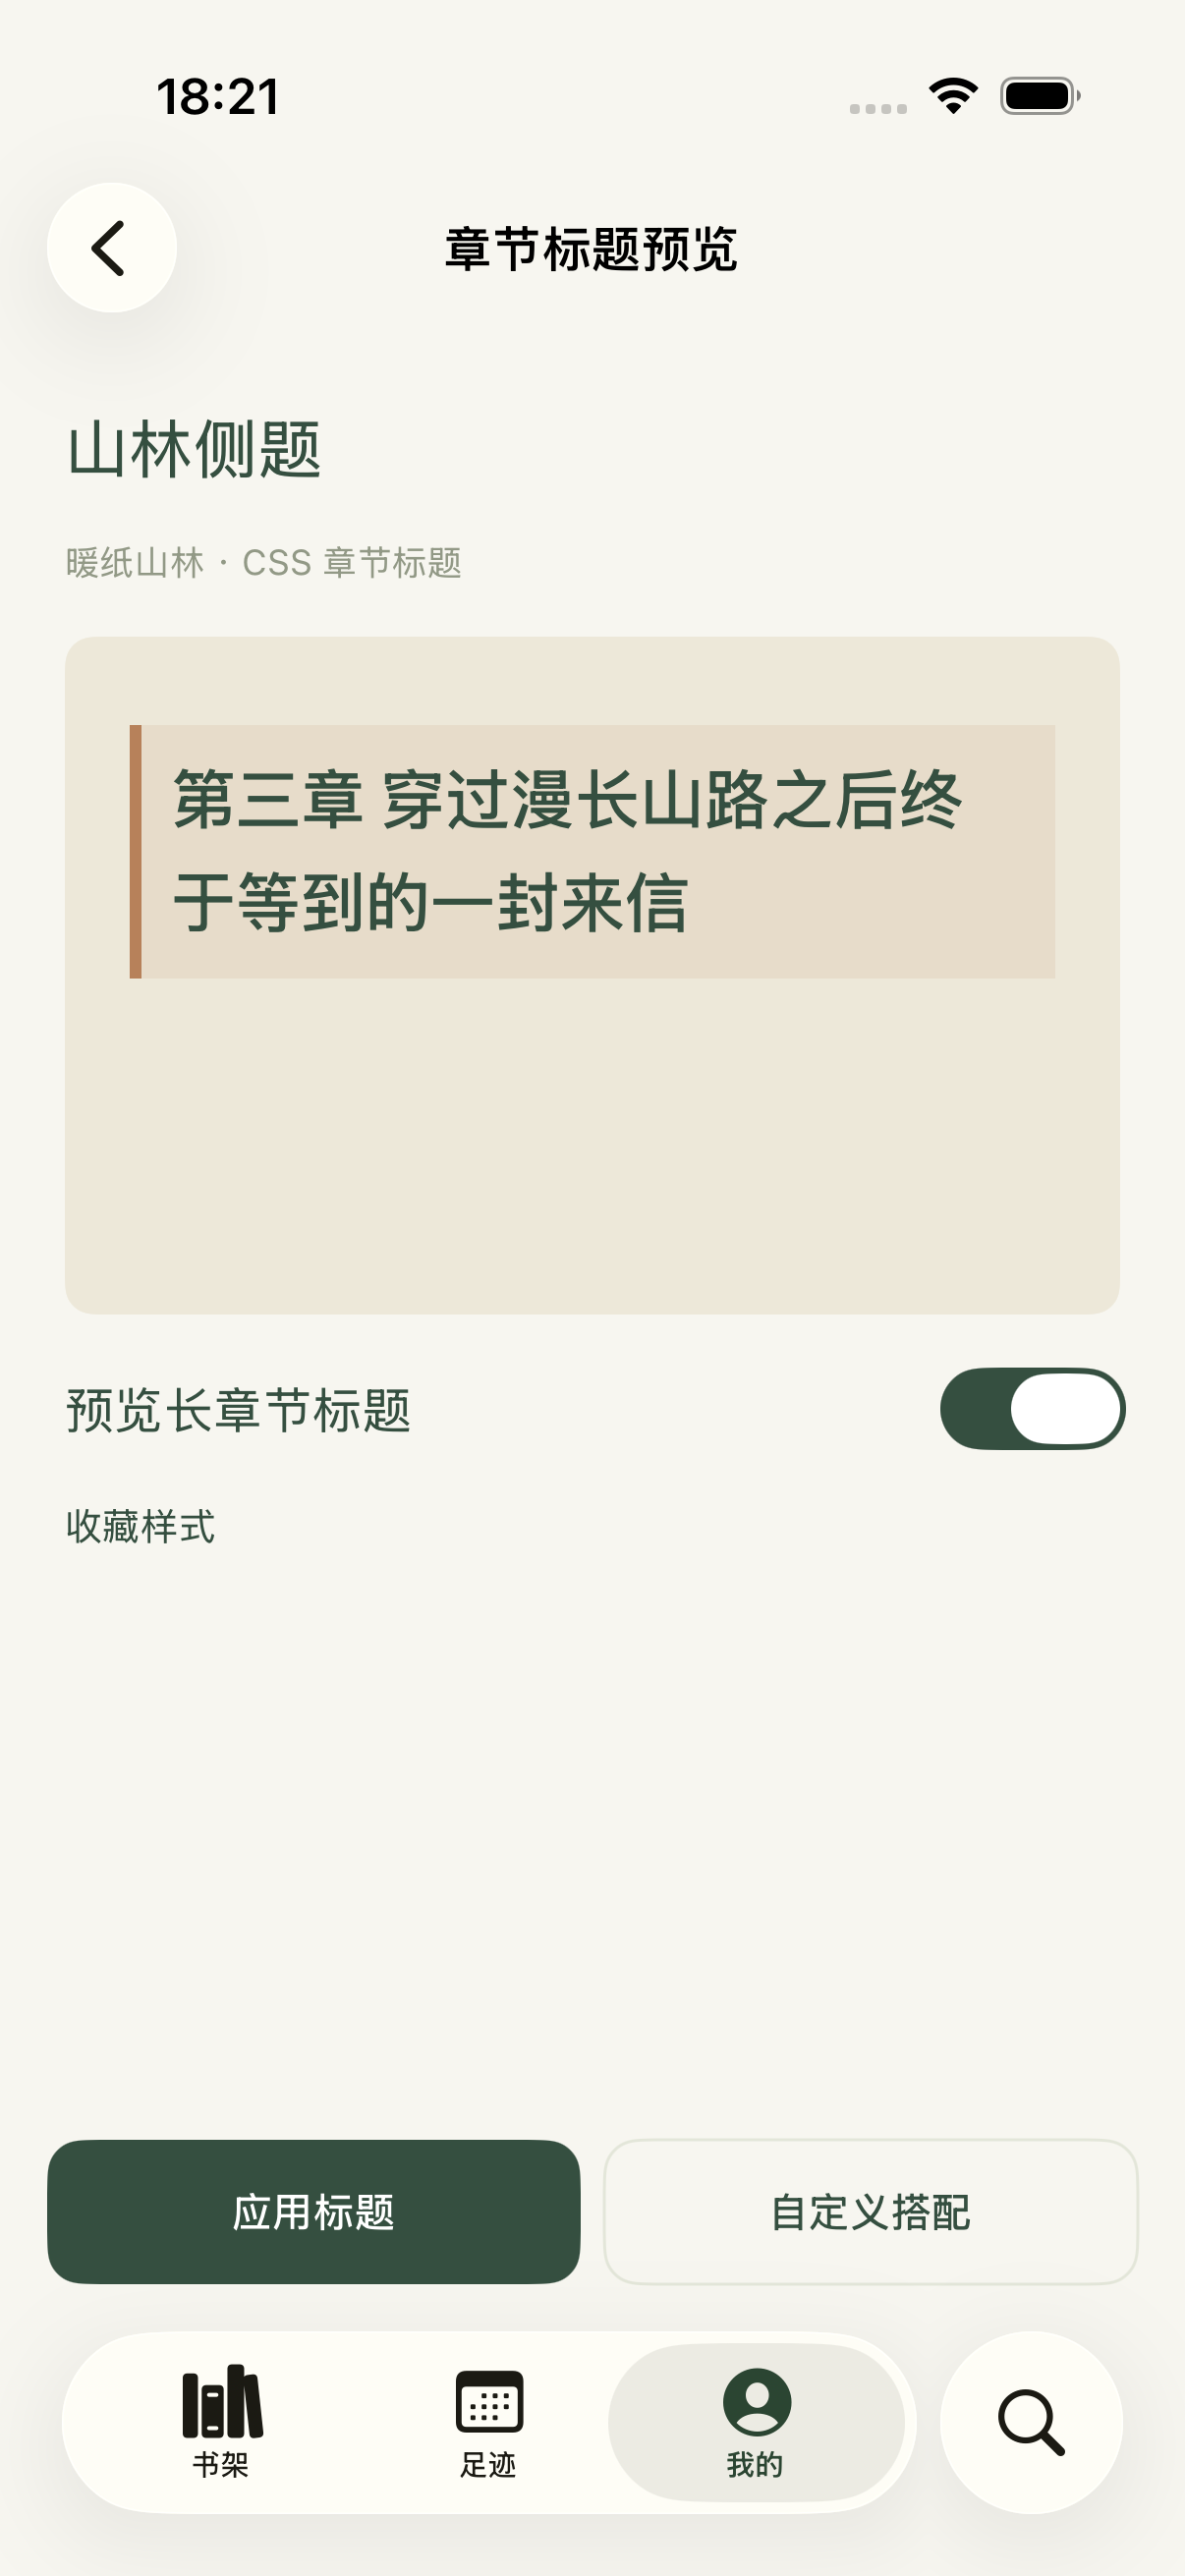 18:21
章节标题预览
山林侧题
暖纸山林 · CSS 章节标题
第三章 穿过漫长山路之后终
于等到的一封来信
预览长章节标题
收藏样式
应用标题
自定义搭配
书架
足迹
我的